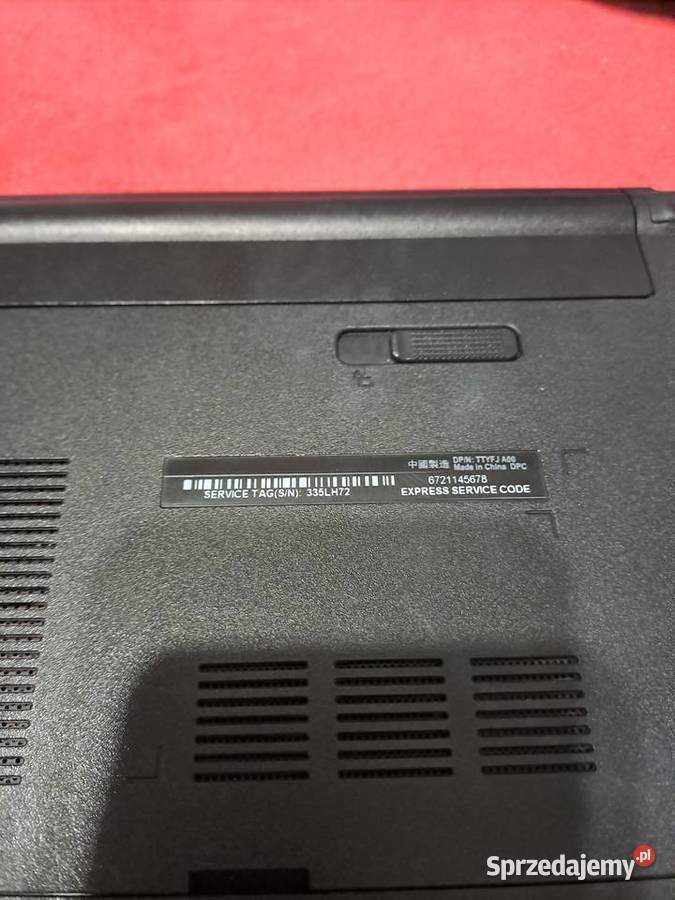 中國製造 DP/N: TTYFJ A00
Made in China DPC
6721145678
SERVICE TAG(S/N): 335LH72 EXPRESS SERVICE CODE
Sprzedajemy.pl